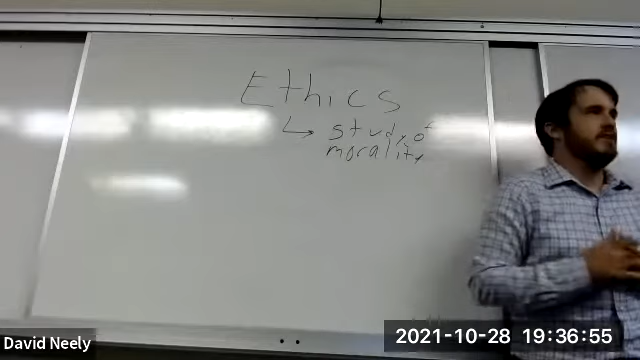 Ethics
↳ study of
morality
David Neely
2021-10-28 19:36:55